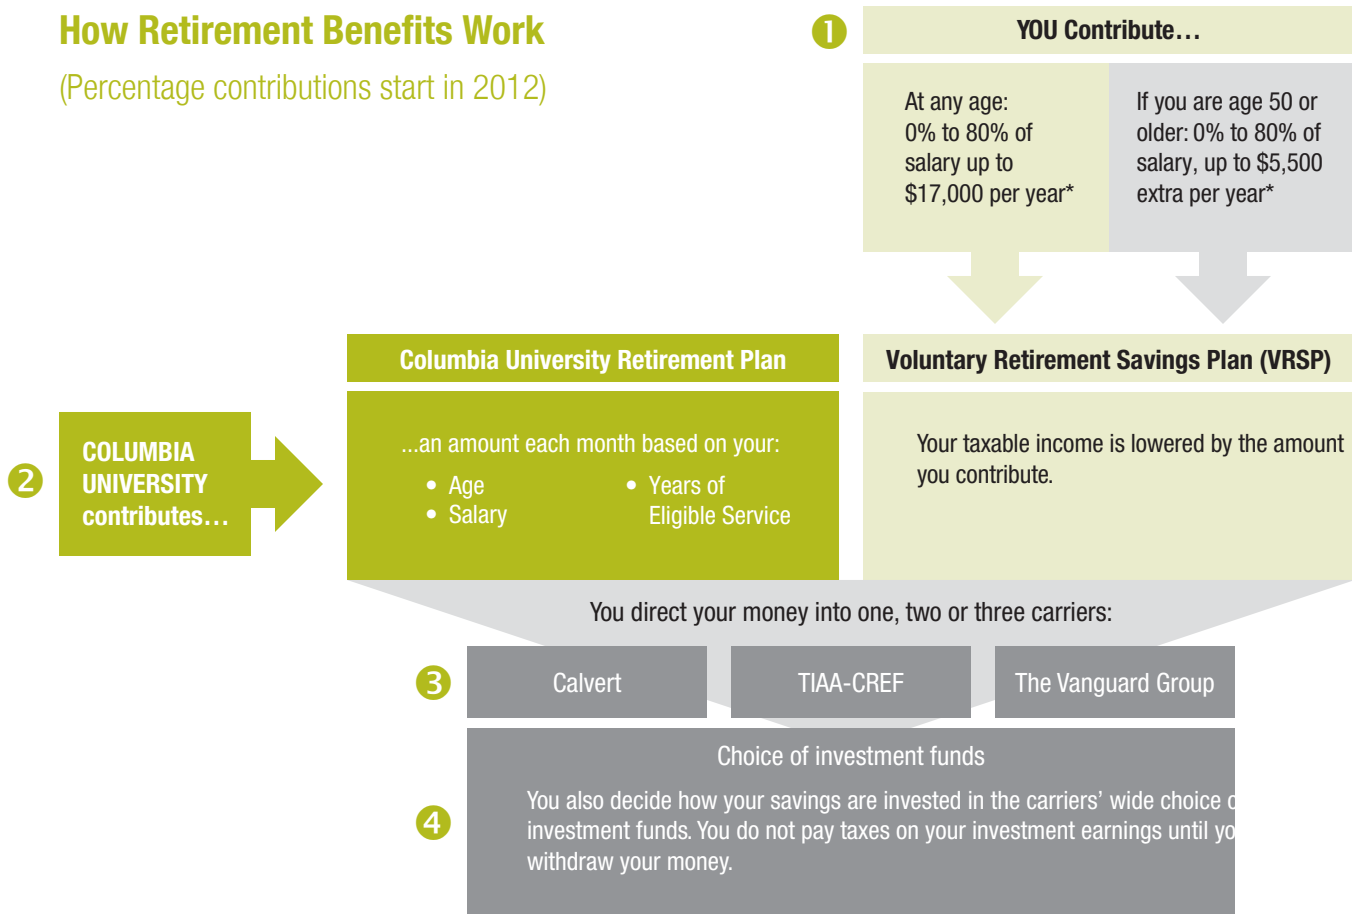 How Retirement Benefits Work
(Percentage contributions start in 2012)
❶
YOU Contribute…
At any age:
0% to 80% of
salary up to
$17,000 per year*
If you are age 50 or
older: 0% to 80% of
salary, up to $5,500
extra per year*
Columbia University Retirement Plan
Voluntary Retirement Savings Plan (VRSP)
❷
COLUMBIA
UNIVERSITY
contributes…
...an amount each month based on your:
• Age
• Salary
• Years of
Eligible Service
Your taxable income is lowered by the amount
you contribute.
You direct your money into one, two or three carriers:
❸
Calvert
TIAA-CREF
The Vanguard Group
Choice of investment funds
❹
You also decide how your savings are invested in the carriers’ wide choice
investment funds. You do not pay taxes on your investment earnings until
withdraw your money.